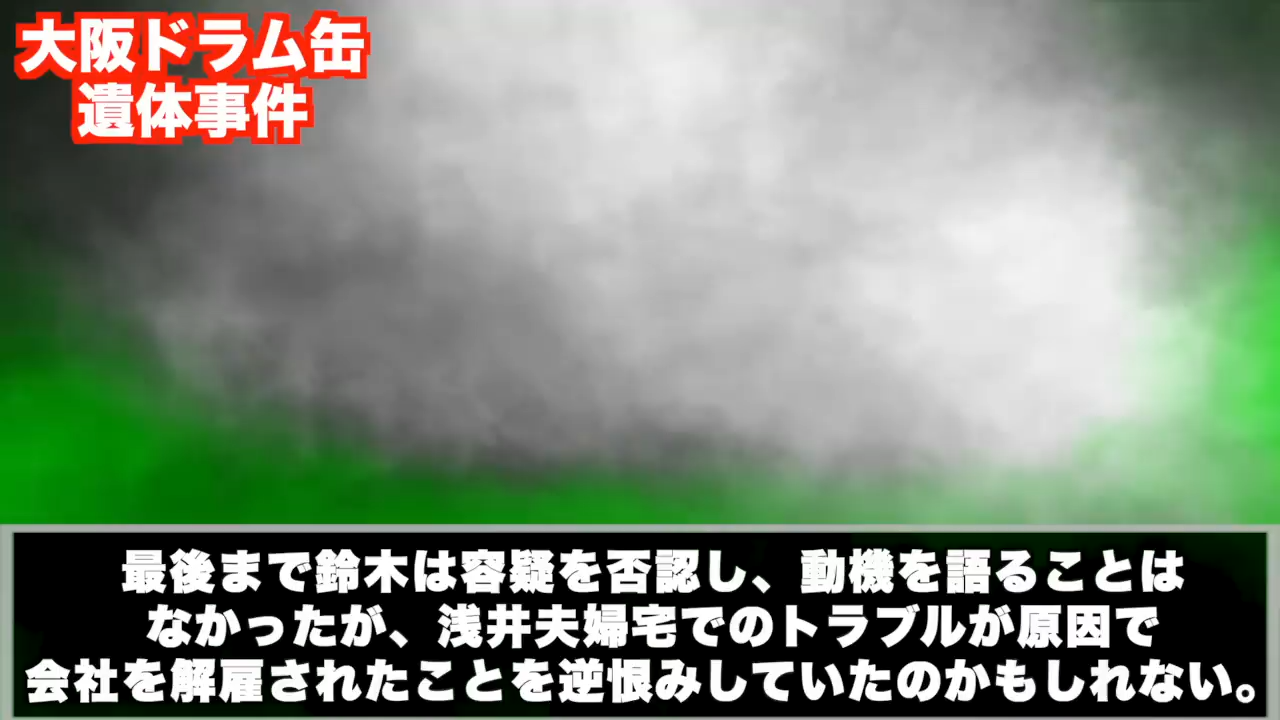 大阪ドラム缶
遺体事件
最後まで鈴木は容疑を否認し、動機を語ることは
なかったが、浅井夫婦宅でのトラブルが原因で
会社を解雇されたことを逆恨みしていたのかもしれない。